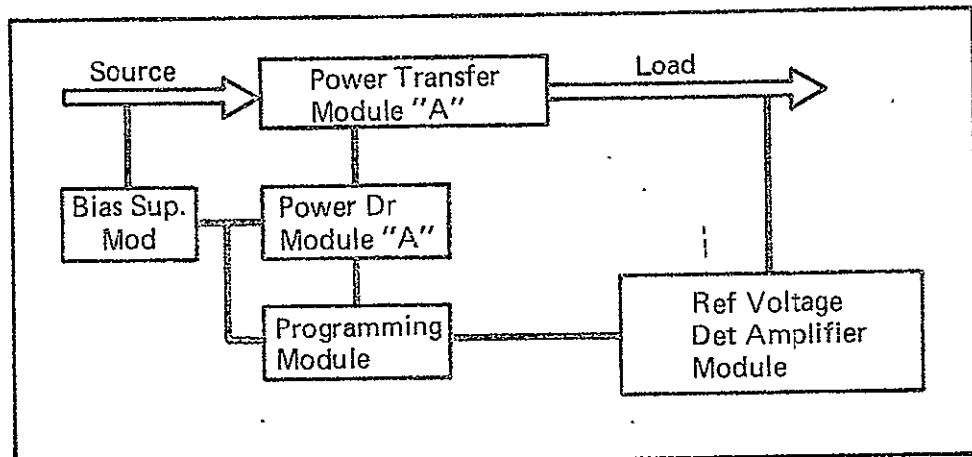 Source
Power Transfer
Module "A"
Load
Bias Sup.
Mod
Power Dr
Module "A"
Programming
Module
Ref Voltage
Det Amplifier
Module